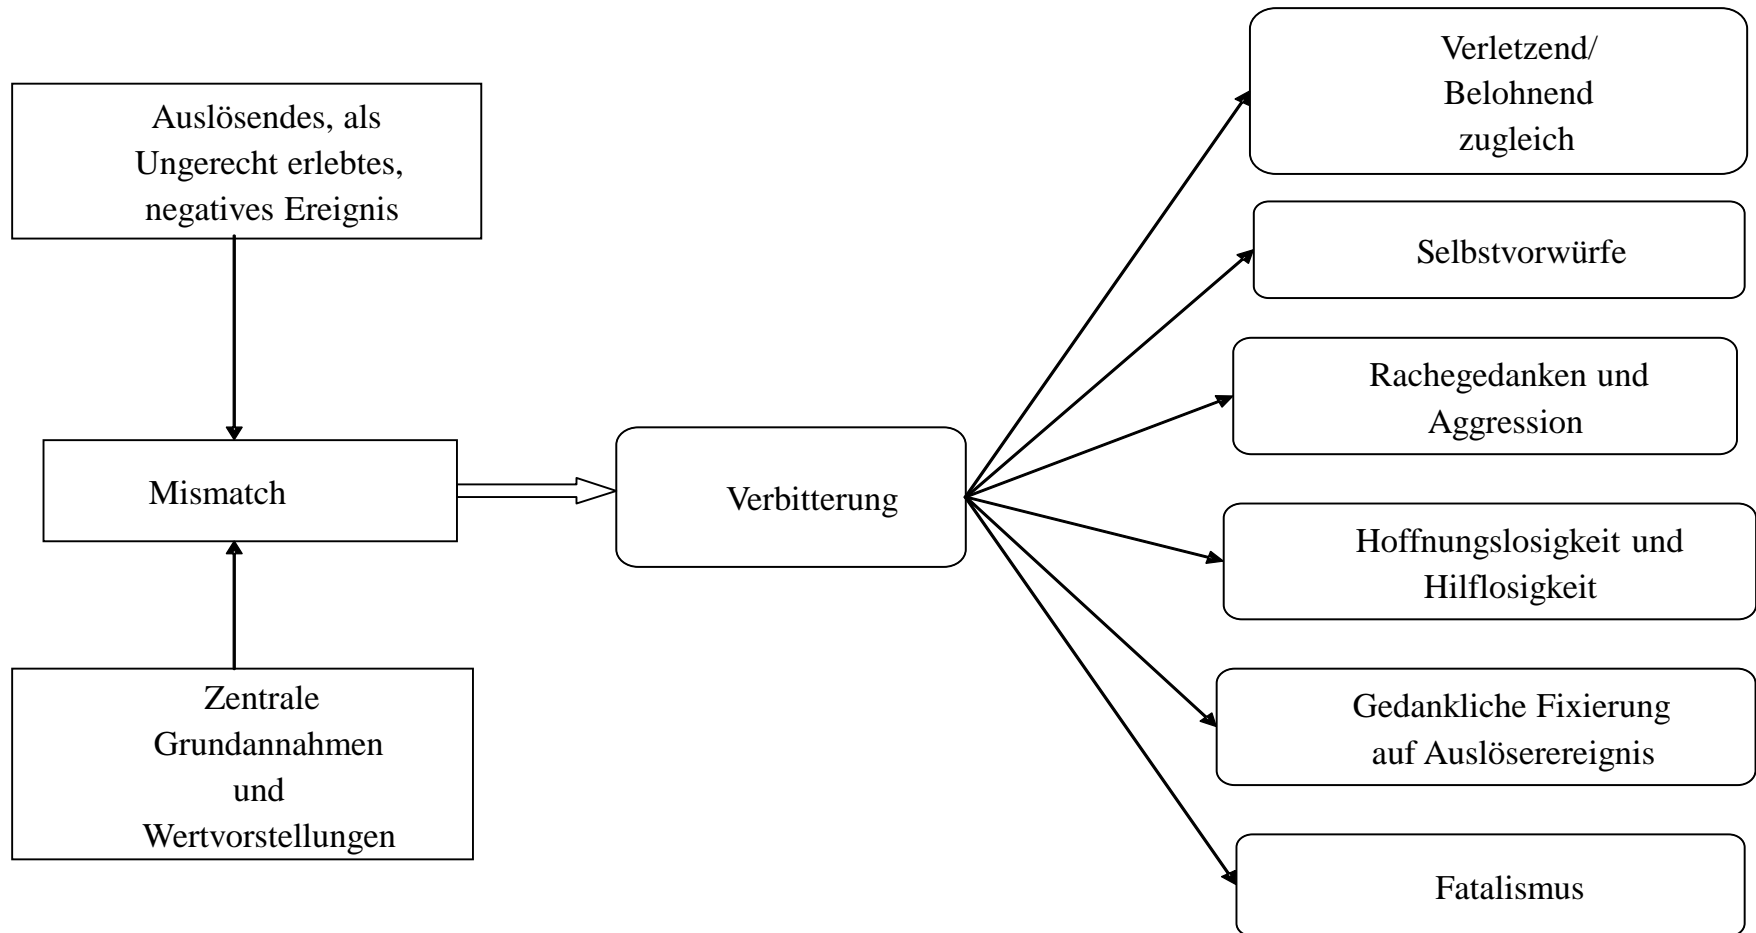 Auslösendes, als
Ungerecht erlebtes,
negatives Ereignis
Mismatch
Zentrale
Grundannahmen
und
Wertvorstellungen
Verbitterung
Verletzend/
Belohnend
zugleich
Selbstvorwürfe
Rachegedanken und
Aggression
Hoffnungslosigkeit und
Hilflosigkeit
Gedankliche Fixierung
auf Auslöserereignis
Fatalismus